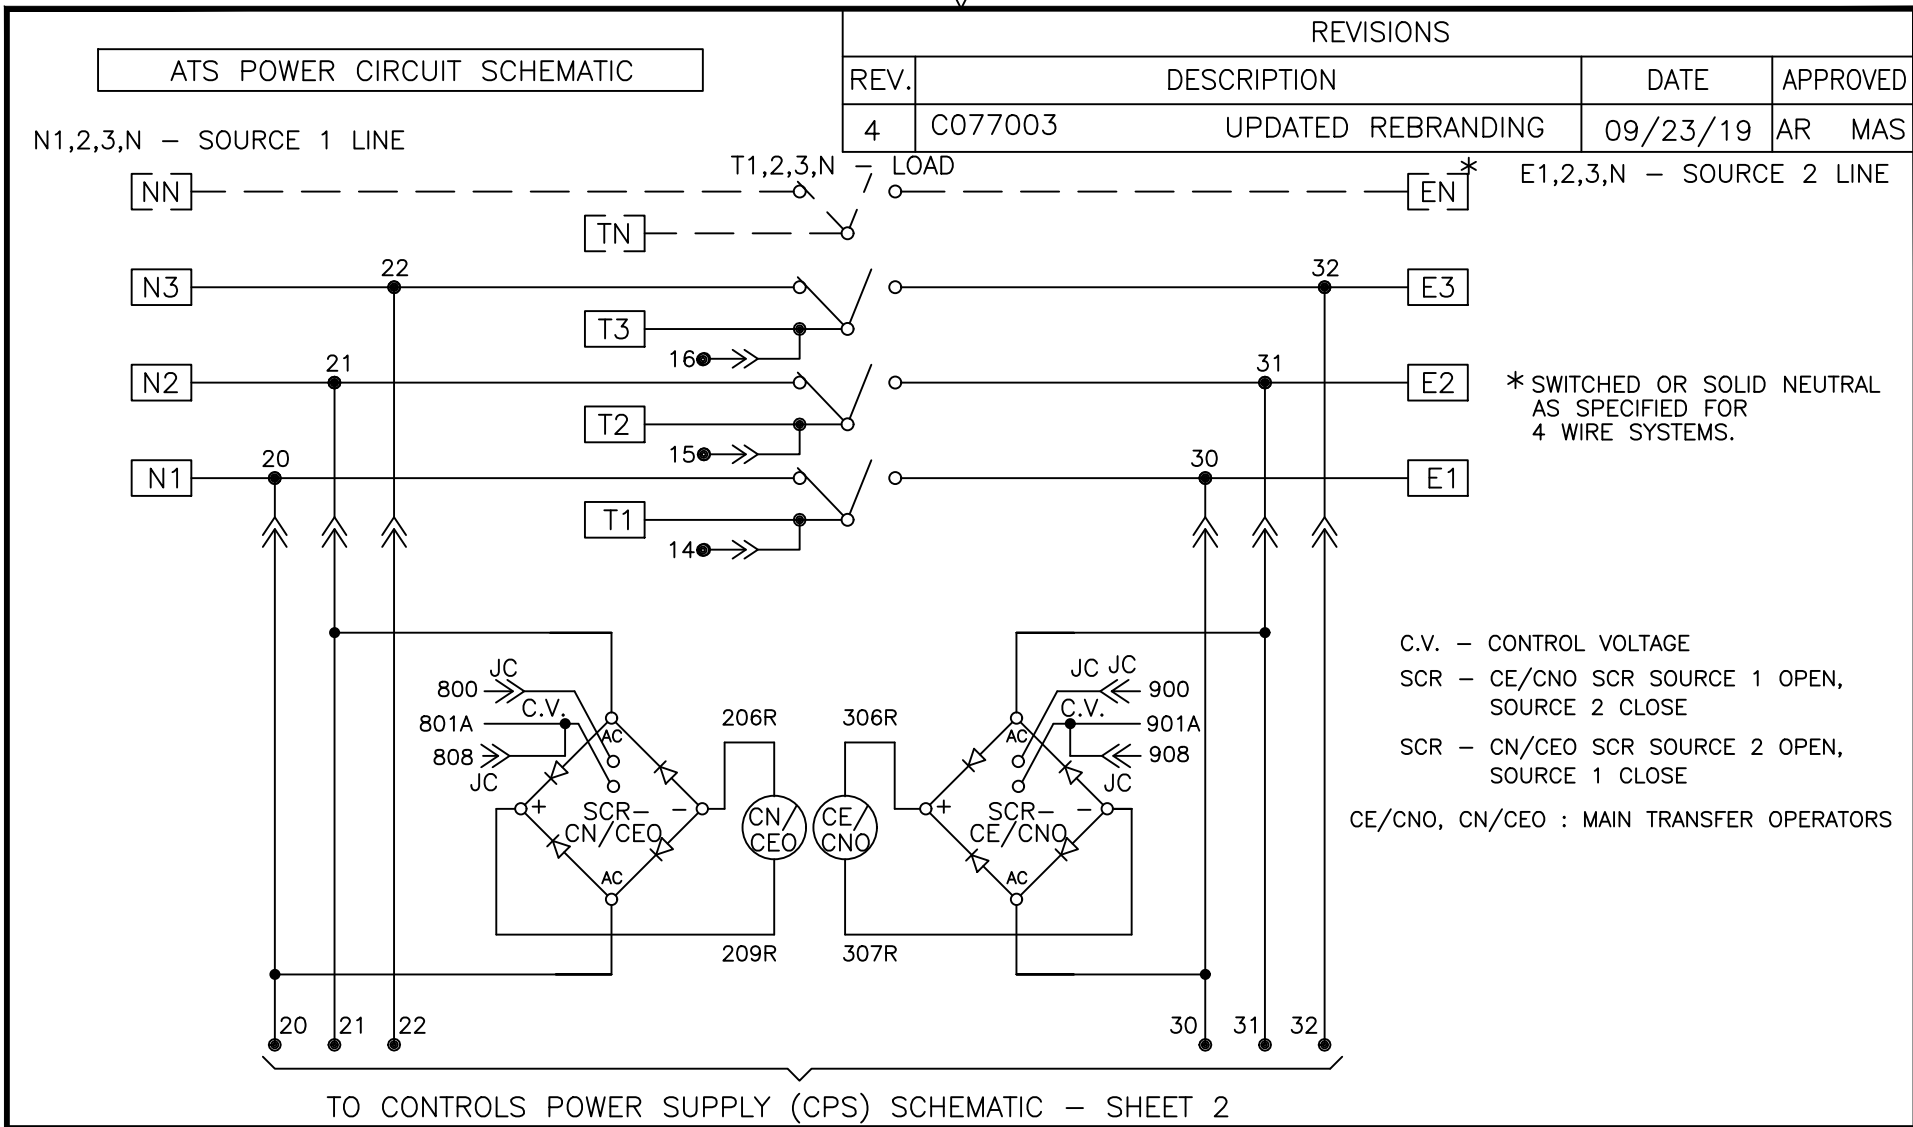 REVISIONS
ATS POWER CIRCUIT SCHEMATIC
REV. DESCRIPTION DATE APPROVED
4 C077003 UPDATED REBRANDING 09/23/19 AR MAS
N1,2,3,N – SOURCE 1 LINE
T1,2,3,N – LOAD
E1,2,3,N – SOURCE 2 LINE
NN
EN *
TN
N3
22
32
E3
T3
16
N2
21
31
E2
* SWITCHED OR SOLID NEUTRAL
AS SPECIFIED FOR
4 WIRE SYSTEMS.
T2
15
N1
20
30
E1
T1
14
C.V. – CONTROL VOLTAGE
SCR – CE/CNO SCR SOURCE 1 OPEN,
SOURCE 2 CLOSE
SCR – CN/CEO SCR SOURCE 2 OPEN,
SOURCE 1 CLOSE
CE/CNO, CN/CEO : MAIN TRANSFER OPERATORS
JC
800
C.V.
801A
808
JC
AC
+ –
SCR–
CN/CEO
AC
206R
CN/
CEO
209R
306R
CE/
CNO
307R
JC JC
900
C.V.
901A
908
JC
AC
+ –
SCR–
CE/CNO
AC
20 21 22
30 31 32
TO CONTROLS POWER SUPPLY (CPS) SCHEMATIC – SHEET 2